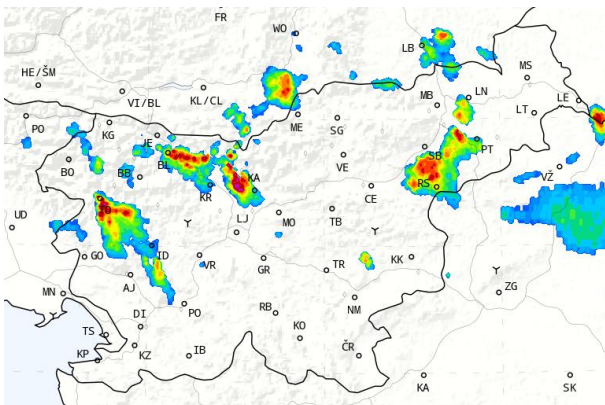 FR
WO
LB
HE/ŠM
VI/BL
KL/CL
MS
MB
LN
LE
LT
PO
KG
ME
SG
JE
PT
BO
BL
VE
SB
BB
KR
KA
CE
RS
VŽ
TO
LJ
MO
TB
UD
GO
ID
VR
GR
TR
KK
AJ
ZG
MN
PO
RB
NM
TS
DI
KO
KP
KZ
IB
ČR
KA
SK